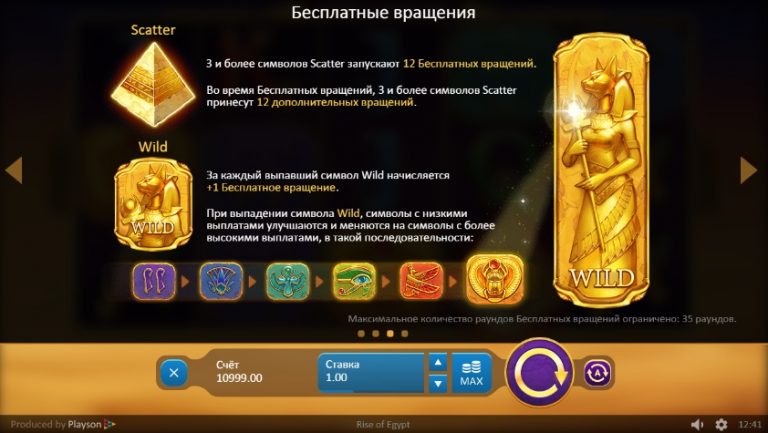 Бесплатные вращения
Scatter
3 и более символов Scatter запускают 12 Бесплатных вращений.
Во время Бесплатных вращений, 3 и более символов Scatter
принесут 12 дополнительных вращений.
Wild
За каждый выпавший символ Wild начисляется
+1 Бесплатное вращение.
При выпадении символа Wild, символы с низкими
выплатами улучшаются и меняются на символы с более
высокими выплатами, в такой последовательности:
WILD
WILD
Максимальное количество раундов Бесплатных вращений ограничено: 35 раундов.
Счёт
10999.00
Ставка
1.00
MAX
A
Produced by Playson
Rise of Egypt
12:41